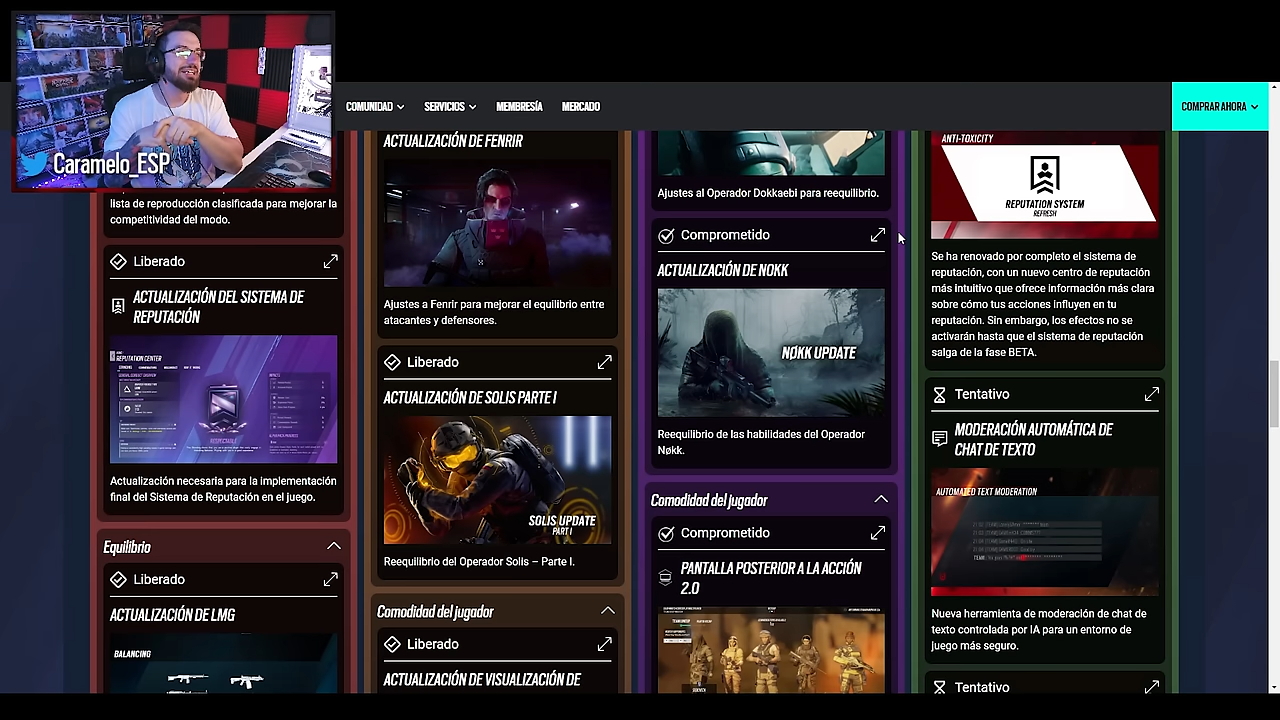 Caramelo_ESP
COMUNIDAD
SERVICIOS
MEMBRESÍA
MERCADO
COMPRAR AHORA
lista de reproducción clasificada para mejorar la
competitividad del modo.
Liberado
ACTUALIZACIÓN DEL SISTEMA DE
REPUTACIÓN
REPUTATION CENTER
RESPECTABLE
Actualización necesaria para la implementación
final del Sistema de Reputación en el juego.
Equilibrio
Liberado
ACTUALIZACIÓN DE LMG
BALANCING
ACTUALIZACIÓN DE FENRIR
Ajustes a Fenrir para mejorar el equilibrio entre
atacantes y defensores.
Liberado
ACTUALIZACIÓN DE SOLIS PARTE I
SOLIS UPDATE
PART I
Reequilibrio de Operador Solis - Parte I.
Comodidad del jugador
Liberado
ACTUALIZACIÓN DE VISUALIZACIÓN DE
Ajustes al Operador Dokkaebi para reequilibrio.
Comprometido
ACTUALIZACIÓN DE NOKK
NØKK UPDATE
Reequilibrio de las habilidades del Operador
Nøkk.
Comodidad del jugador
Comprometido
PANTALLA POSTERIOR A LA ACCIÓN
2.0
ANTI-TOXICITY
REPUTATION SYSTEM
REFRESH
Se ha renovado por completo el sistema de
reputación, con un nuevo centro de reputación
más intuitivo que ofrece información más clara
sobre cómo tus acciones influyen en tu
reputación. Sin embargo, los efectos no se
activarán hasta que el sistema de reputación
salga de la fase BETA.
Tentativo
MODERACIÓN AUTOMÁTICA DE
CHAT DE TEXTO
AUTOMATED TEXT MODERATION
Nueva herramienta de moderación de chat de
texto controlada por IA para un entorno de
juego más seguro.
Tentativo